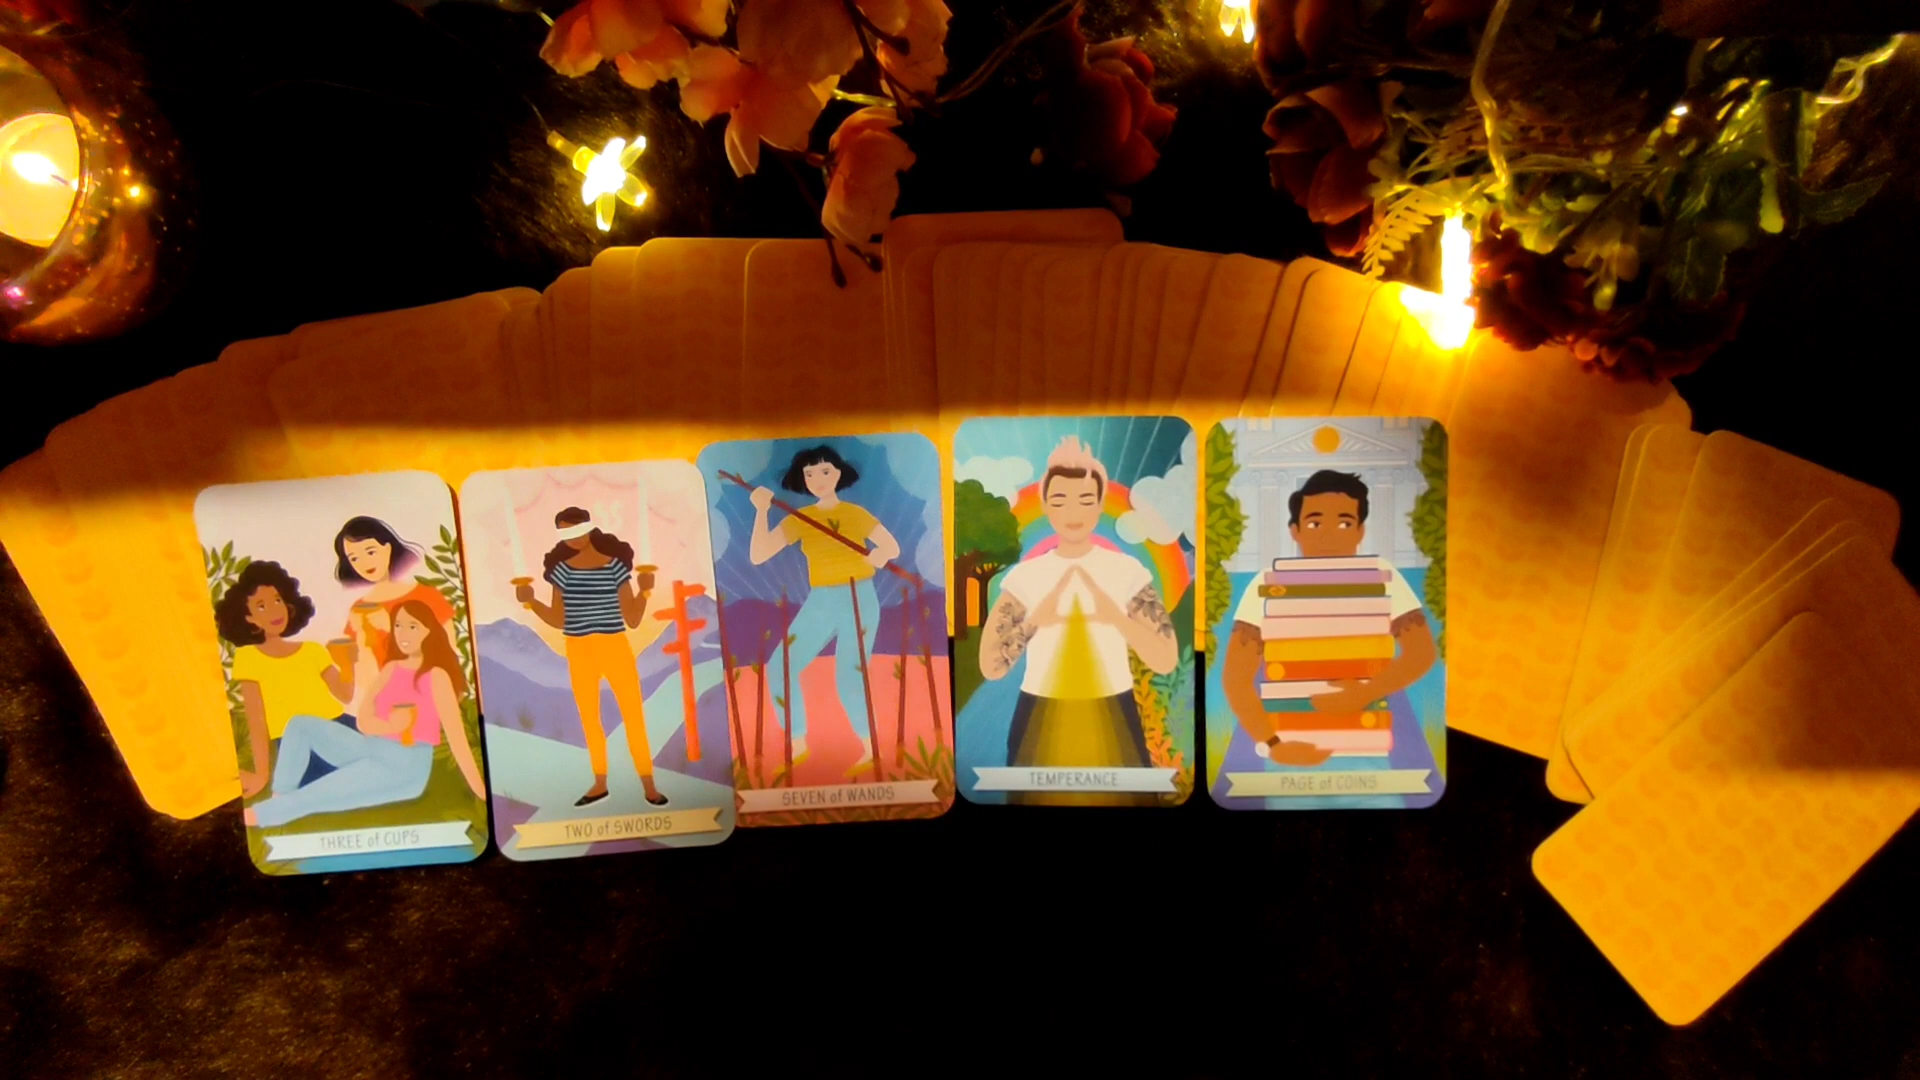 THREE of CUPS
TWO of SWORDS
SEVEN of WANDS
TEMPERANCE
PAGE of COINS